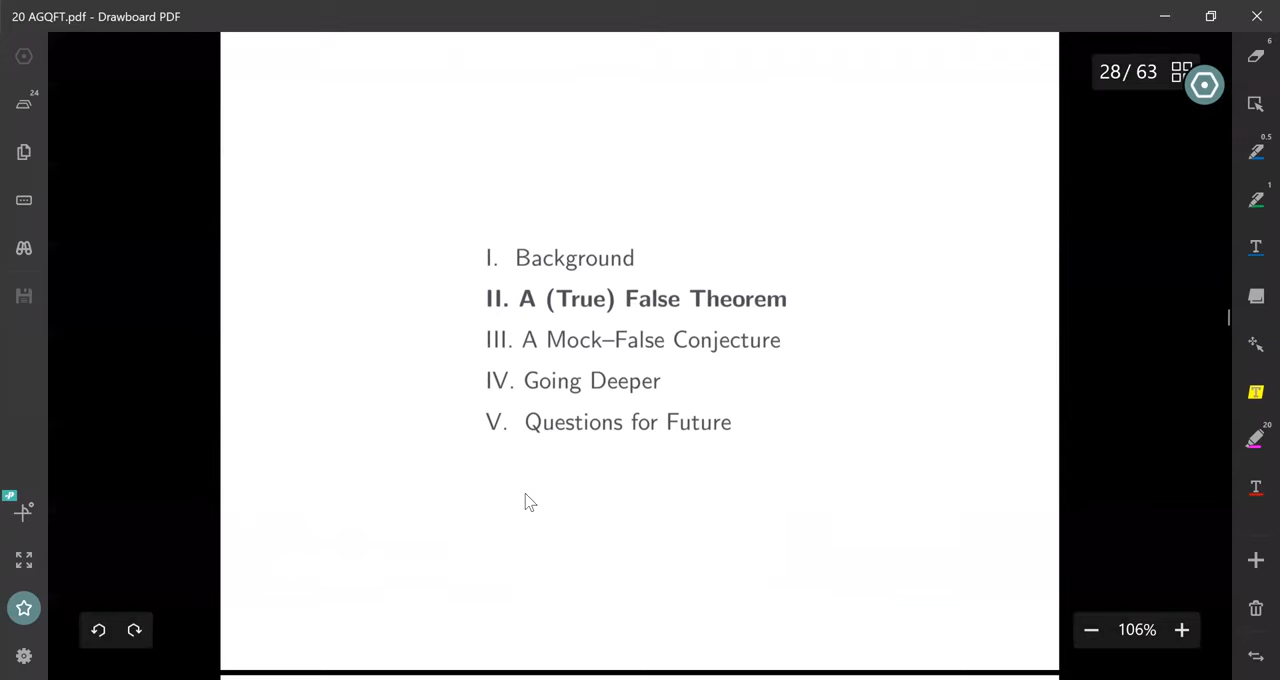 20 AGQFT.pdf - Drawboard PDF
6
24
28 / 63
0.5
1
I. Background
II. A (True) False Theorem
III. A Mock–False Conjecture
IV. Going Deeper
V. Questions for Future
T
T
20
T
P
106%